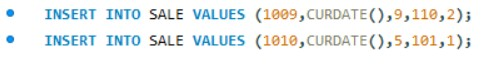 INSERT INTO SALE VALUES (1009,CURDATE(),9,110,2);
INSERT INTO SALE VALUES (1010,CURDATE(),5,101,1);